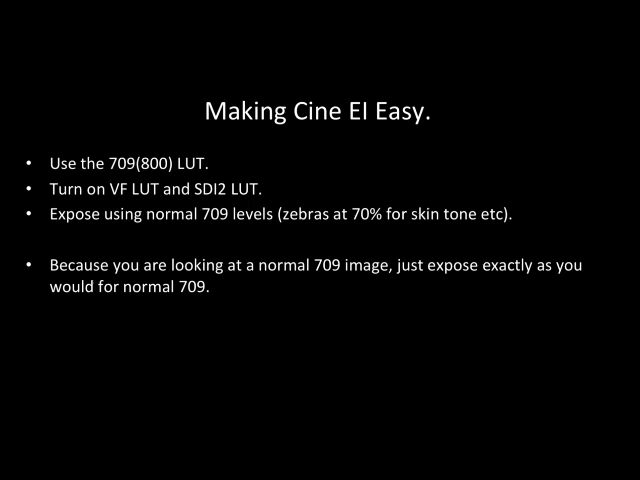 Making Cine EI Easy.
• Use the 709(800) LUT.
• Turn on VF LUT and SDI2 LUT.
• Expose using normal 709 levels (zebras at 70% for skin tone etc).
• Because you are looking at a normal 709 image, just expose exactly as you
would for normal 709.